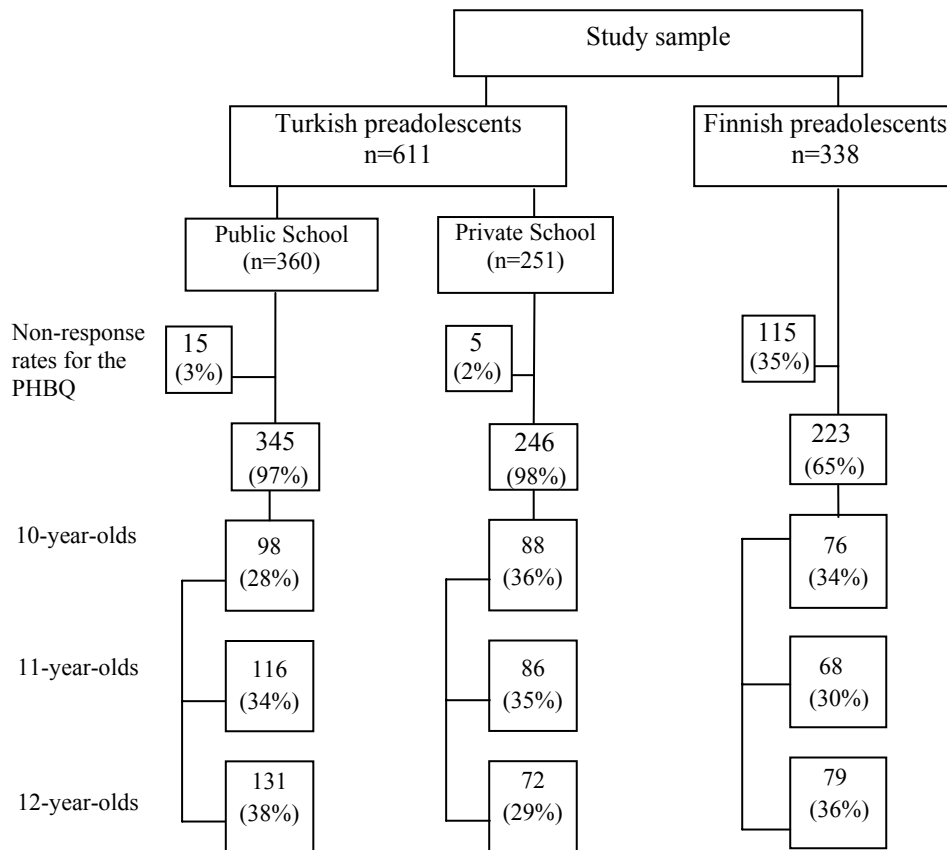 Study sample
Turkish preadolescents
n=611
Finnish preadolescents
n=338
Public School
(n=360)
Private School
(n=251)
Non-response
rates for the
PHBQ
15
(3%)
5
(2%)
115
(35%)
345
(97%)
246
(98%)
223
(65%)
10-year-olds
98
(28%)
88
(36%)
76
(34%)
11-year-olds
116
(34%)
86
(35%)
68
(30%)
12-year-olds
131
(38%)
72
(29%)
79
(36%)